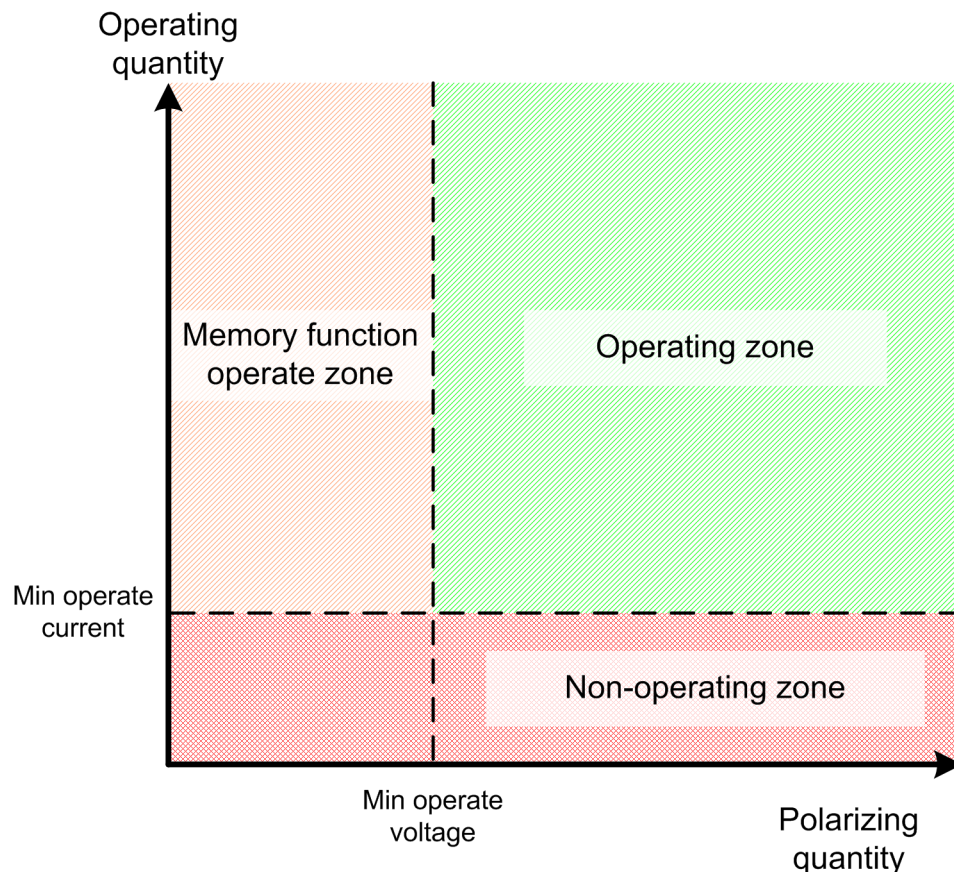 Operating
quantity
Memory function
operate zone
Operating zone
Min operate
current
Non-operating zone
Min operate
voltage
Polarizing
quantity